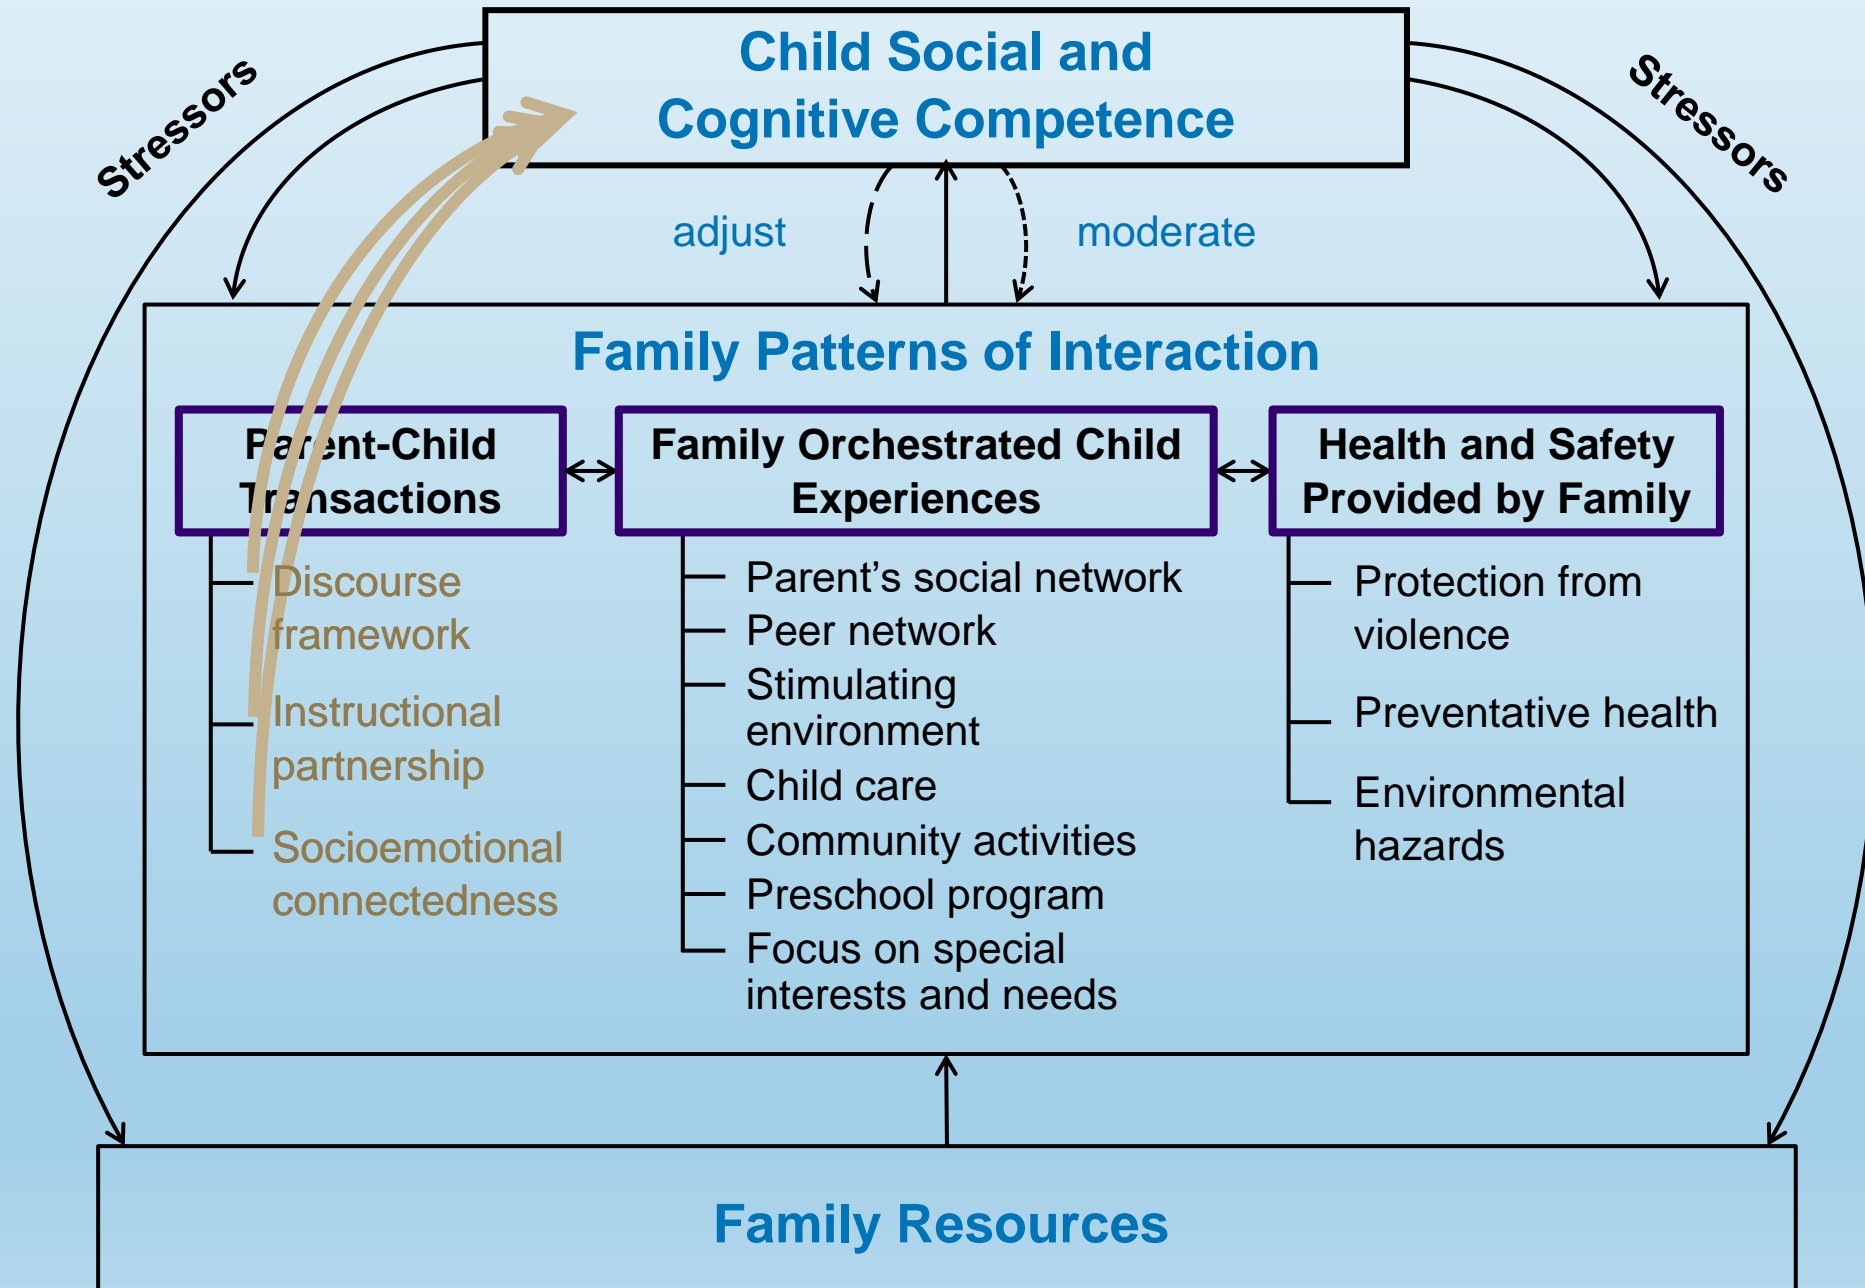 Child Social and
Cognitive Competence
Stressors
Stressors
adjust
moderate
Family Patterns of Interaction
Parent-Child
Transactions
Discourse
framework
Instructional
partnership
Socioemotional
connectedness
Family Orchestrated Child
Experiences
Parent’s social network
Peer network
Stimulating
environment
Child care
Community activities
Preschool program
Focus on special
interests and needs
Health and Safety
Provided by Family
Protection from
violence
Preventative health
Environmental
hazards
Family Resources